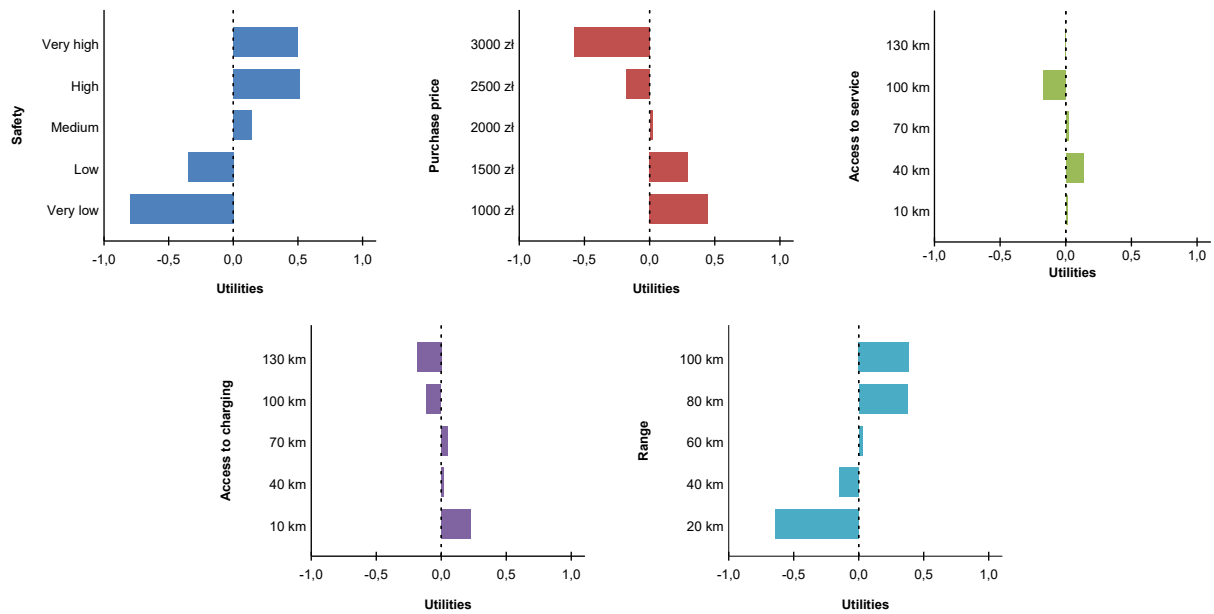 Safety
Very high
High
Medium
Low
Very low
-1,0 -0,5 0,0 0,5 1,0
Utilities
Purchase price
3000 zł
2500 zł
2000 zł
1500 zł
1000 zł
-1,0 -0,5 0,0 0,5 1,0
Utilities
Access to service
130 km
100 km
70 km
40 km
10 km
-1,0 -0,5 0,0 0,5 1,0
Utilities
Access to charging
130 km
100 km
70 km
40 km
10 km
-1,0 -0,5 0,0 0,5 1,0
Utilities
Range
100 km
80 km
60 km
40 km
20 km
-1,0 -0,5 0,0 0,5 1,0
Utilities